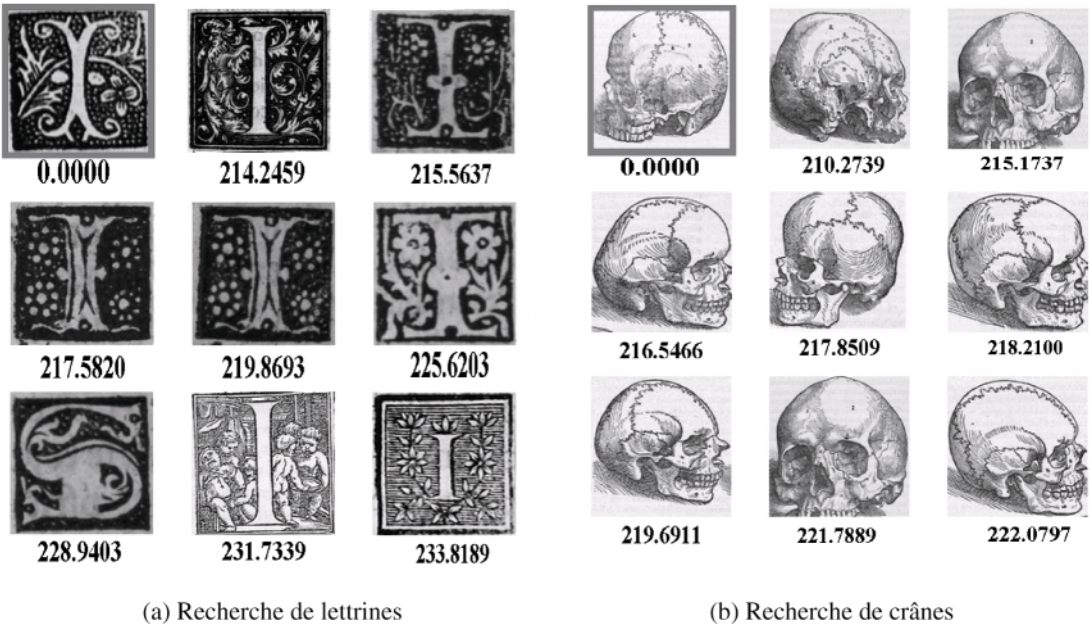 0.0000 214.2459 215.5637
217.5820 219.8693 225.6203
228.9403 231.7339 233.8189
(a) Recherche de lettrines
0.0000 210.2739 215.1737
216.5466 217.8509 218.2100
219.6911 221.7889 222.0797
(b) Recherche de crânes